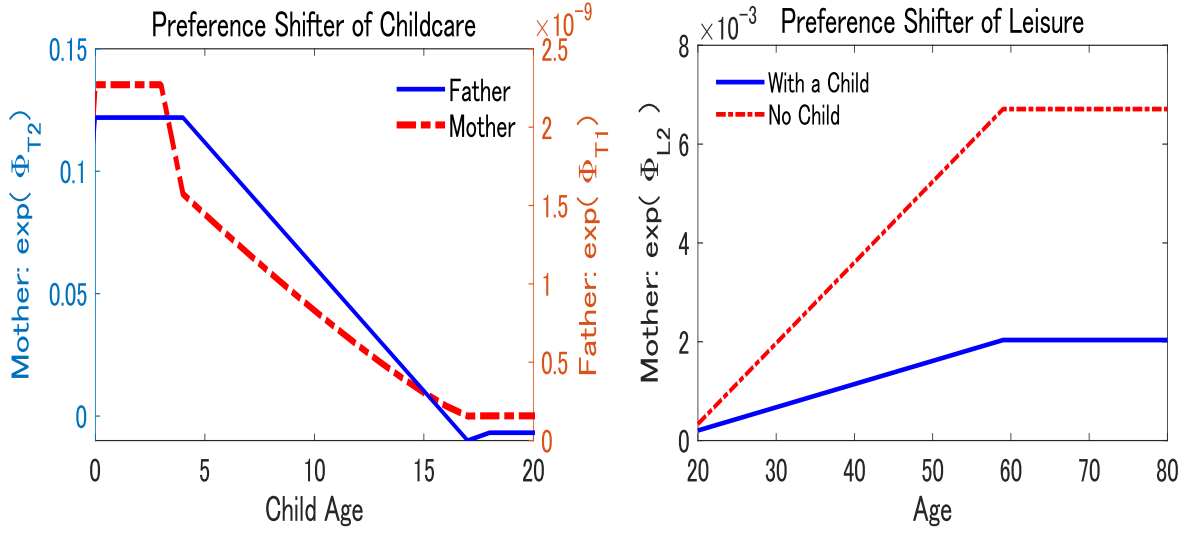 Preference Shifter of Childcare
×10⁻⁹
0.15
0.1
0.05
0
Mother: exp( Φ_T2)
2.5
2
1.5
1
0.5
0
Father: exp( Φ_T1)
Father
Mother
0 5 10 15 20
Child Age
Preference Shifter of Leisure
×10⁻³
8
6
4
2
0
Mother: exp( Φ_L2 )
With a Child
No Child
20 30 40 50 60 70 80
Age